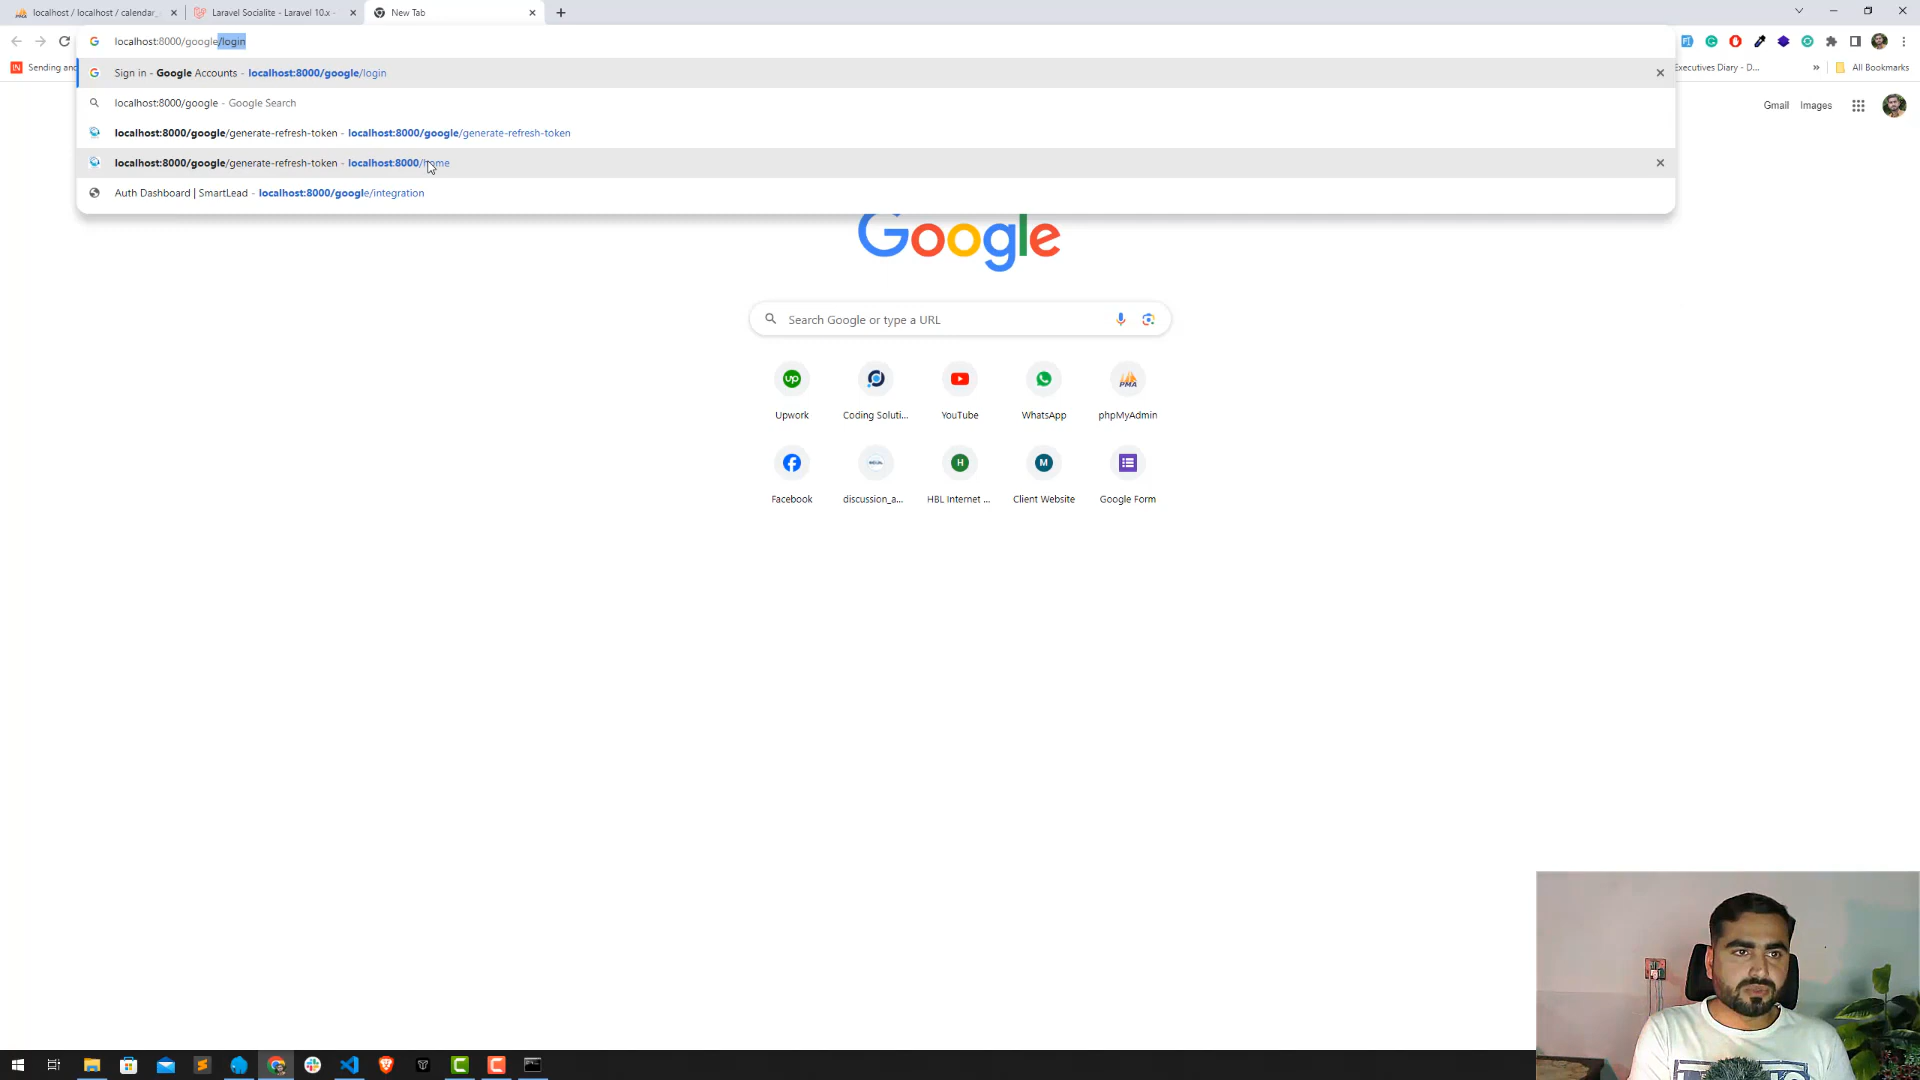 localhost / localhost / calendar_
Laravel Socialite - Laravel 10.x -
New Tab
localhost:8000/google/login
Sending and
Executives Diary - D...
»
All Bookmarks
Sign in - Google Accounts - localhost:8000/google/login
localhost:8000/google - Google Search
localhost:8000/google/generate-refresh-token - localhost:8000/google/generate-refresh-token
localhost:8000/google/generate-refresh-token - localhost:8000/home
Auth Dashboard | SmartLead - localhost:8000/google/integration
Gmail Images
Google
Search Google or type a URL
Upwork
Coding Soluti...
YouTube
WhatsApp
phpMyAdmin
Facebook
discussion_a...
HBL Internet ...
Client Website
Google Form